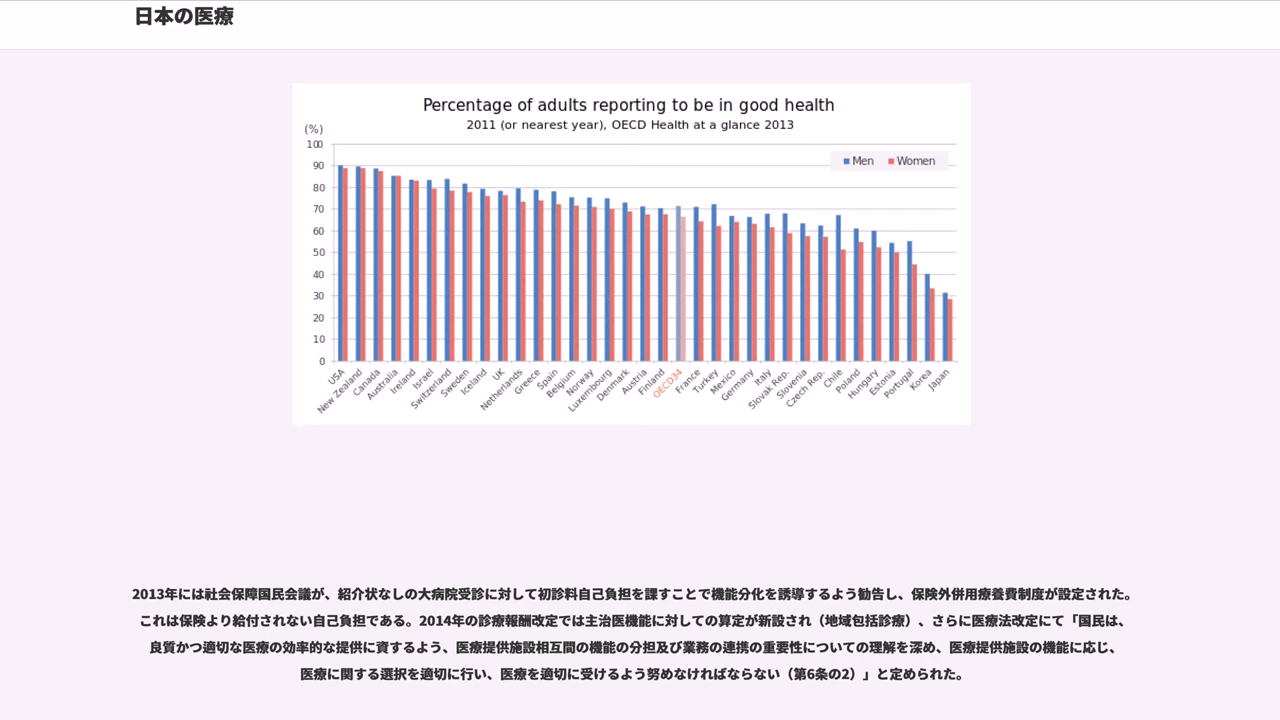 日本の医療
Percentage of adults reporting to be in good health
2011 (or nearest year), OECD Health at a glance 2013
(%)
Men
Women
100
90
80
70
60
50
40
30
20
10
0
USA
New Zealand
Canada
Australia
Ireland
Israel
Switzerland
Sweden
Iceland
UK
Netherlands
Greece
Spain
Belgium
Norway
Luxembourg
Denmark
Austria
Finland
OECD34
France
Turkey
Mexico
Germany
Italy
Slovak Rep.
Slovenia
Czech Rep.
Chile
Poland
Hungary
Estonia
Portugal
Korea
Japan
2013年には社会保障国民会議が、紹介状なしの大病院受診に対して初診料自己負担を課すことで機能分化を誘導するよう勧告し、保険外併用療養費制度が設定された。
これは保険より給付されない自己負担である。2014年の診療報酬改定では主治医機能に対しての算定が新設され（地域包括診療）、さらに医療法改定にて「国民は、
良質かつ適切な医療の効率的な提供に資するよう、医療提供施設相互間の機能の分担及び業務の連携の重要性についての理解を深め、医療提供施設の機能に応じ、
医療に関する選択を適切に行い、医療を適切に受けるよう努めなければならない（第6条の2）」と定められた。